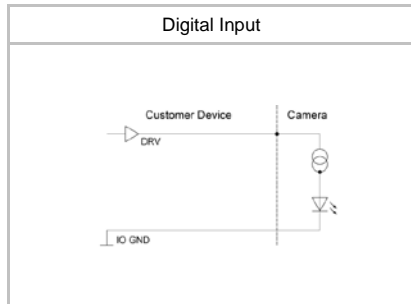 Digital Input
Customer Device
Camera
DRV
IO GND